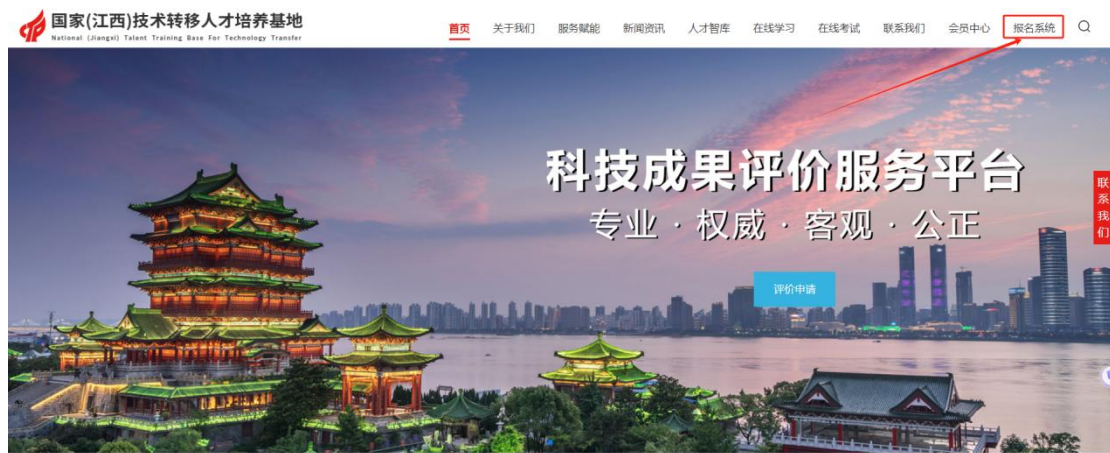 国家(江西)技术转移人才培养基地
National (Jiangxi) Talent Training Base For Technology Transfer
首页 关于我们 服务赋能 新闻资讯 人才智库 在线学习 在线考试 联系我们 会员中心 报名系统
科技成果评价服务平台
专业 · 权威 · 客观 · 公正
评价申请
联系我们